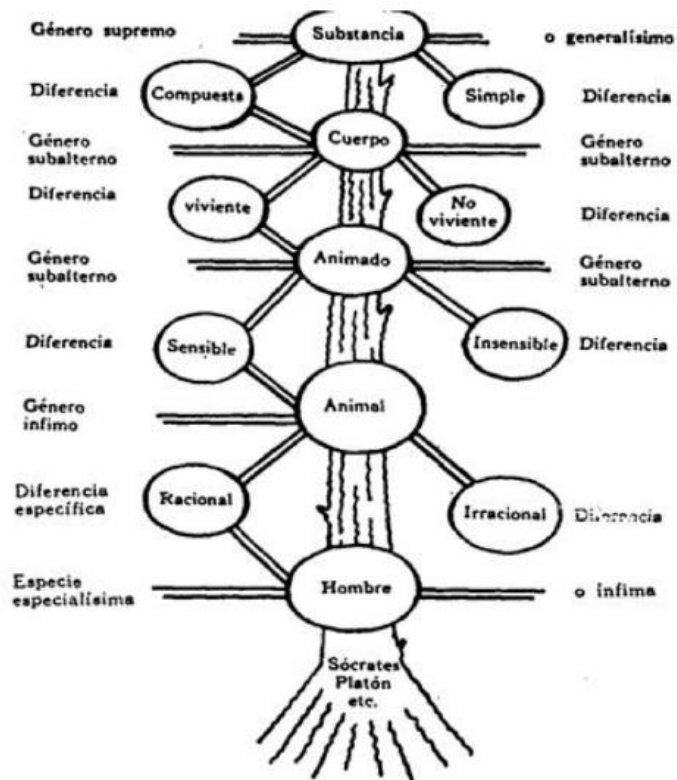 Género supremo
Substancia
o generalísimo
Diferencia
Compuesta
Simple
Diferencia
Género
subalterno
Cuerpo
Género
subalterno
Diferencia
viviente
No
viviente
Diferencia
Género
subalterno
Animado
Género
subalterno
Diferencia
Sensible
Insensible
Diferencia
Género
ínfimo
Animal
Diferencia
específica
Racional
Irracional
Diferencia
Especie
especialísima
Hombre
o ínfima
Sócrates
Platón
etc.